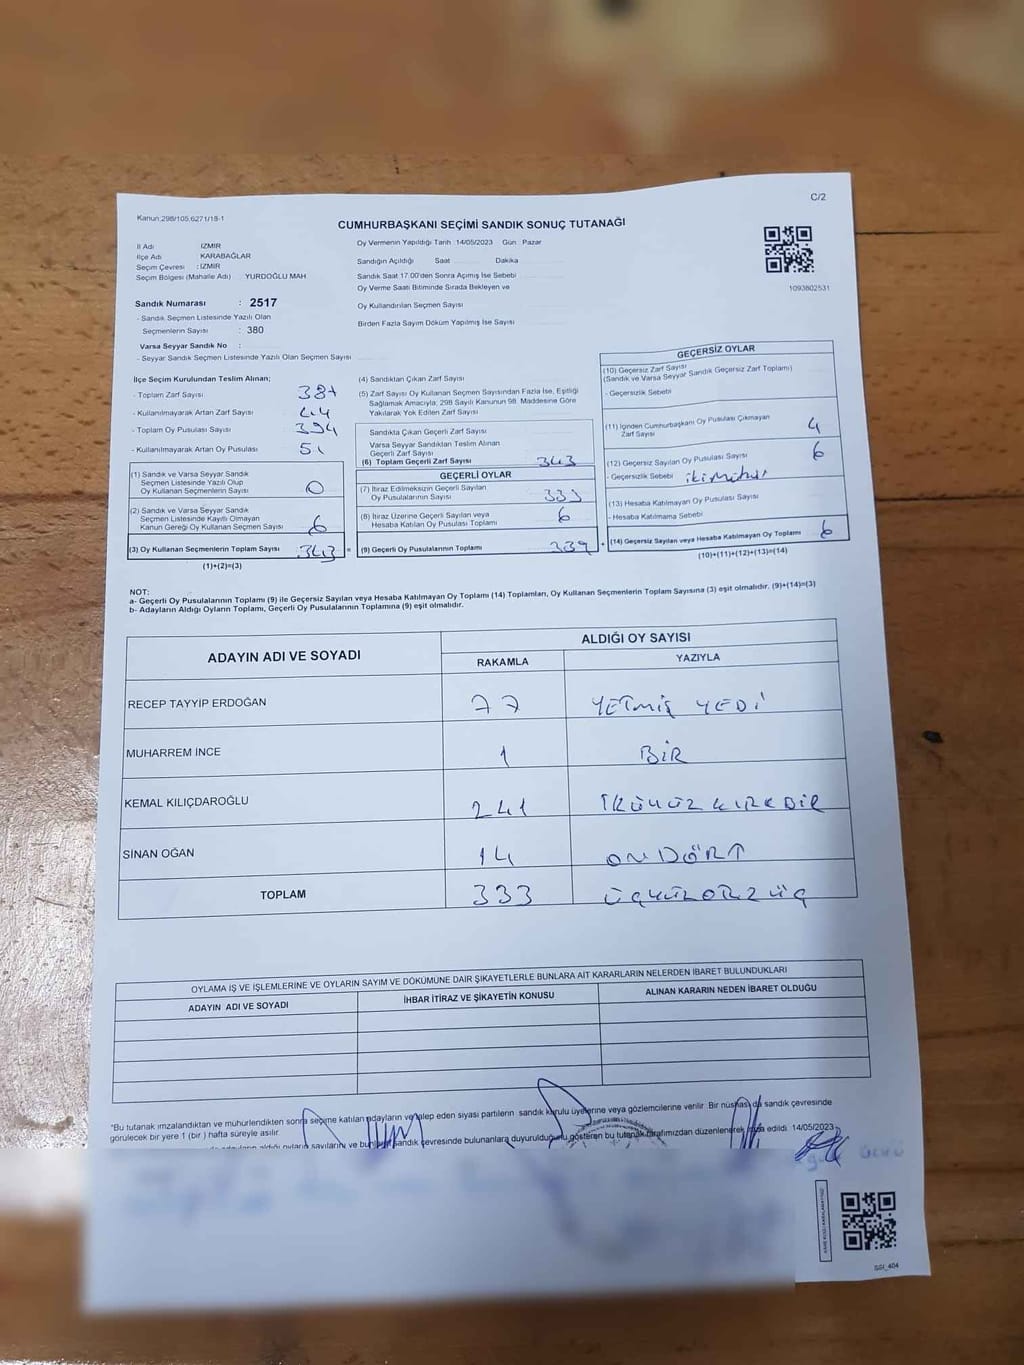 C/2
Kanun:298/105,6271/18-1
CUMHURBAŞKANI SEÇİMİ SANDIK SONUÇ TUTANAĞI
İl Adı İZMİR
İlçe Adı KARABAĞLAR
Seçim Çevresi : İZMİR
Seçim Bölgesi (Mahalle Adı) YURDOĞLU MAH
Oy Vermenin Yapıldığı Tarih :14/05/2023 Gün : Pazar
Sandığın Açıldığı Saat Dakika
Sandık Saat 17.00'den Sonra Açımış İse Sebebi
Oy Verme Saati Bitiminde Sırada Bekleyen ve
Oy Kullandırılan Seçmen Sayısı
Birden Fazla Sayım Döküm Yapılmış İse Sayısı
1093802531
Sandık Numarası : 2517
- Sandık Seçmen Listesinde Yazılı Olan
Seçmenlerin Sayısı : 380
Varsa Seyyar Sandık No :
- Seyyar Sandık Seçmen Listesinde Yazılı Olan Seçmen Sayısı
İlçe Seçim Kurulundan Teslim Alınan;
- Toplam Zarf Sayısı
- Kullanılmayarak Artan Zarf Sayısı 44
- Toplam Oy Pusulası Sayısı 394
- Kullanılmayarak Artan Oy Pusulası 51
(1) Sandık ve Varsa Seyyar Sandık
Seçmen Listesinde Yazılı Olup
Oy Kullanan Seçmenlerin Sayısı 0
(2) Sandık ve Varsa Seyyar Sandık
Seçmen Listesinde Kayıtlı Olmayan
Kanun Gereği Oy Kullanan Seçmen Sayısı 6
(3) Oy Kullanan Seçmenlerin Toplam Sayısı 343 =
(1)+(2)=(3)
(4) Sandıktan Çıkan Zarf Sayısı
(5) Zarf Sayısı Oy Kullanan Seçmen Sayısından Fazla İse, Eşitliği
Sağlamak Amacıyla; 298 Sayılı Kanunun 98. Maddesine Göre
Yakılarak Yok Edilen Zarf Sayısı
Sandıkta Çıkan Geçerli Zarf Sayısı
Varsa Seyyar Sandıktan Teslim Alınan
Geçerli Zarf Sayısı
(6) Toplam Geçerli Zarf Sayısı 343
GEÇERLİ OYLAR
(7) İtiraz Edilmeksizin Geçerli Sayılan
Oy Pusulalarının Sayısı
(8) İtiraz Üzerine Geçerli Sayılan veya
Hesaba Katılan Oy Pusulası Toplamı 6
(9) Geçerli Oy Pusulalarının Toplamı 339 +
GEÇERSİZ OYLAR
(10) Geçersiz Zarf Sayısı
(Sandık ve Varsa Seyyar Sandık Geçersiz Zarf Toplamı)
- Geçersizlik Sebebi
(11) İçinden Cumhurbaşkanı Oy Pusulası Çıkmayan
Zarf Sayısı 4
(12) Geçersiz Sayılan Oy Pusulası Sayısı 6
- Geçersizlik Sebebi
(13) Hesaba Katılmayan Oy Pusulası Sayısı
- Hesaba Katılmama Sebebi
(14) Geçersiz Sayılan veya Hesaba Katılmayan Oy Toplamı 6
(10)+(11)+(12)+(13)=(14)
NOT:
a- Geçerli Oy Pusulalarının Toplamı (9) ile Geçersiz Sayılan veya Hesaba Katılmayan Oy Toplamı (14) Toplamları, Oy Kullanan Seçmenlerin Toplam Sayısına (3) eşit olmalıdır. (9)+(14)=(3)
b- Adayların Aldığı Oyların Toplamı, Geçerli Oy Pusulalarının Toplamına (9) eşit olmalıdır.
ADAYIN ADI VE SOYADI ALDIĞI OY SAYISI
RAKAMLA YAZIYLA
RECEP TAYYİP ERDOĞAN 77 YETMİŞ YEDİ
MUHARREM İNCE 1 BİR
KEMAL KILIÇDAROĞLU 241 İKİYÜZ KIRK BİR
SİNAN OĞAN 14 ON DÖRT
TOPLAM 333 ÜÇYÜZOTUZ ÜÇ
OYLAMA İŞ VE İŞLEMLERİNE VE OYLARIN SAYIM VE DÖKÜMÜNE DAİR ŞİKAYETLERLE BUNLARA AİT KARARLARIN NELERDEN İBARET BULUNDUKLARI
ADAYIN ADI VE SOYADI İHBAR İTİRAZ VE ŞİKAYETİN KONUSU ALINAN KARARIN NEDEN İBARET OLDUĞU
*Bu tutanak imzalandıktan ve mühürlendikten sonra seçime katılan adayların ve talep eden siyasi partilerin sandık kurulu üyelerine veya gözlemcilerine verilir. Bir nüshası da sandık çevresinde
görülecek bir yere 1 (bir) hafta süreyle asılır.
aldığı oyların sayılarını ve bunların sandık çevresinde bulunanlara duyurulduğunu gösteren bu tutanak tarafımızdan düzenlenerek imza edildi. 14/05/2023
SSİ_404